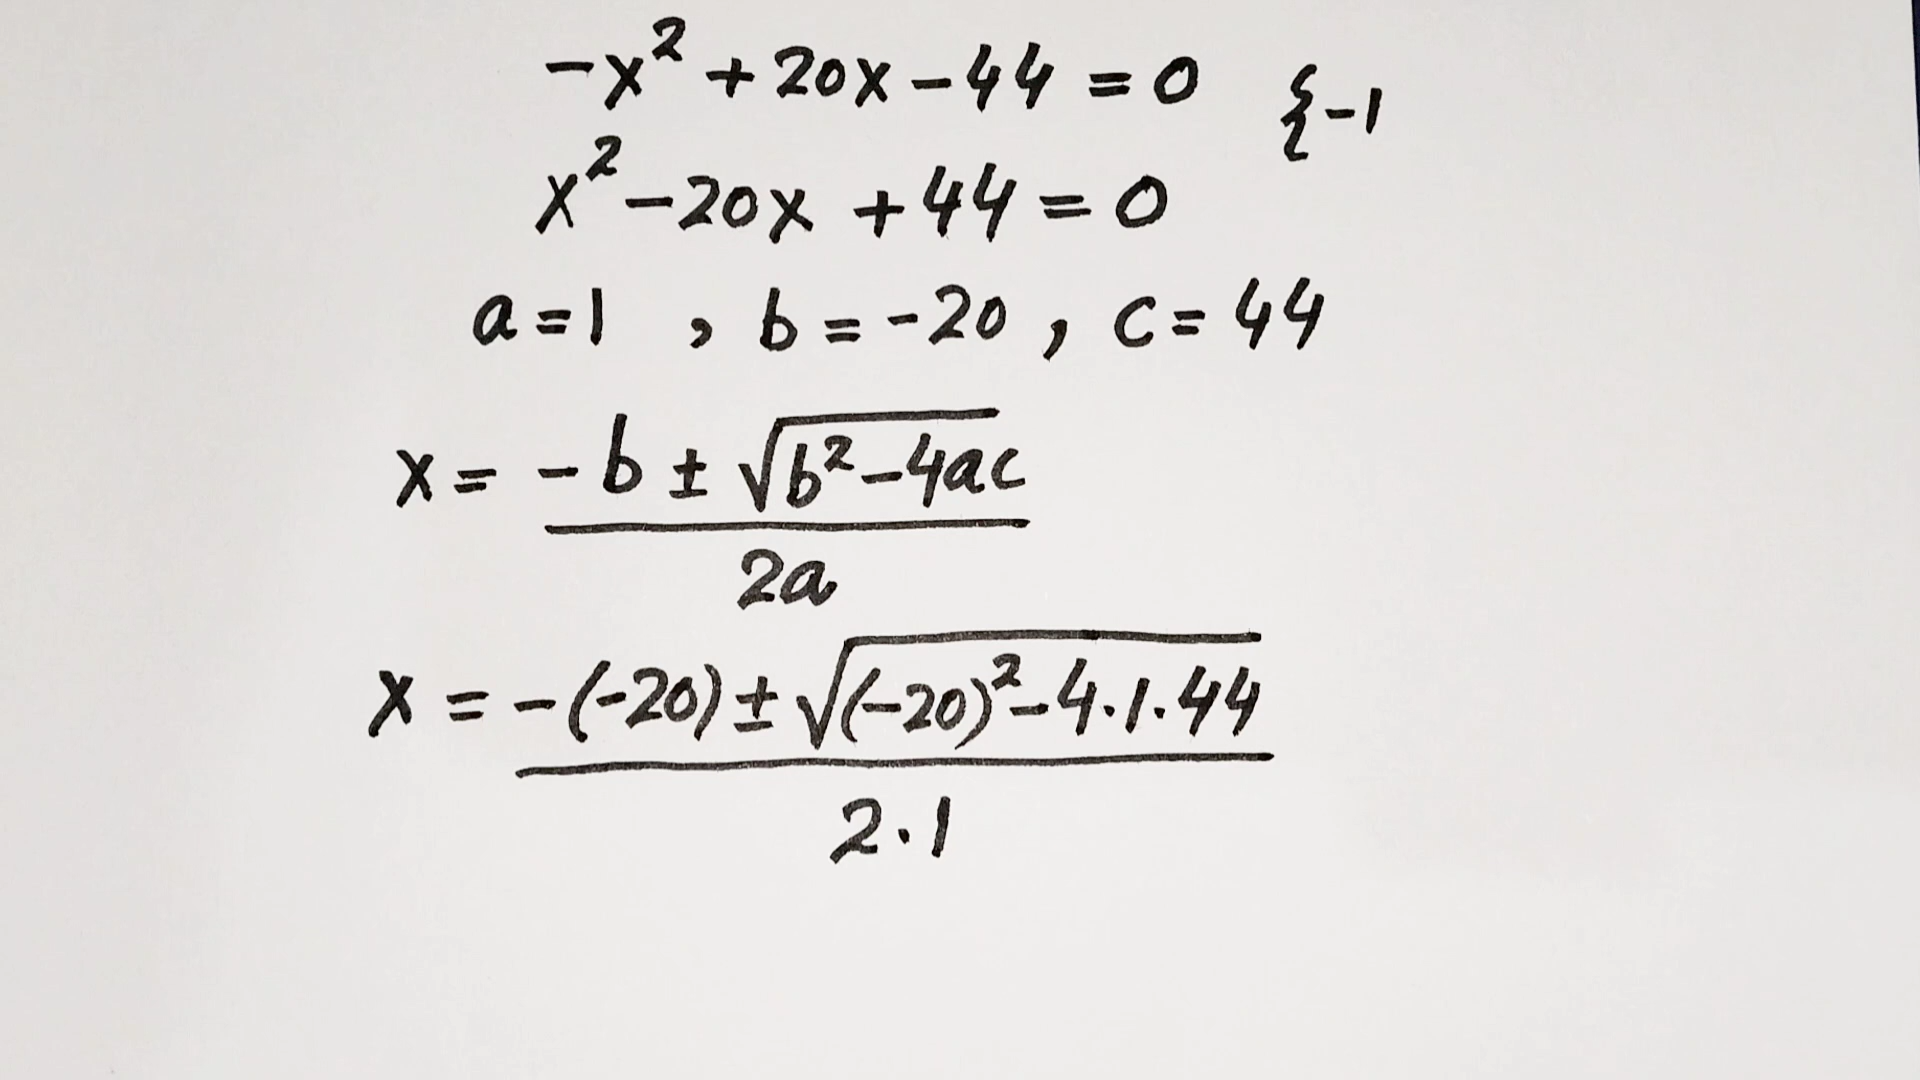 -x² + 20x - 44 = 0 { -1
x² - 20x + 44 = 0
a = 1 , b = -20 , c = 44
x = -b ± √(b² - 4ac)
2a
x = -(-20) ± √((-20)² - 4·1·44)
2·1